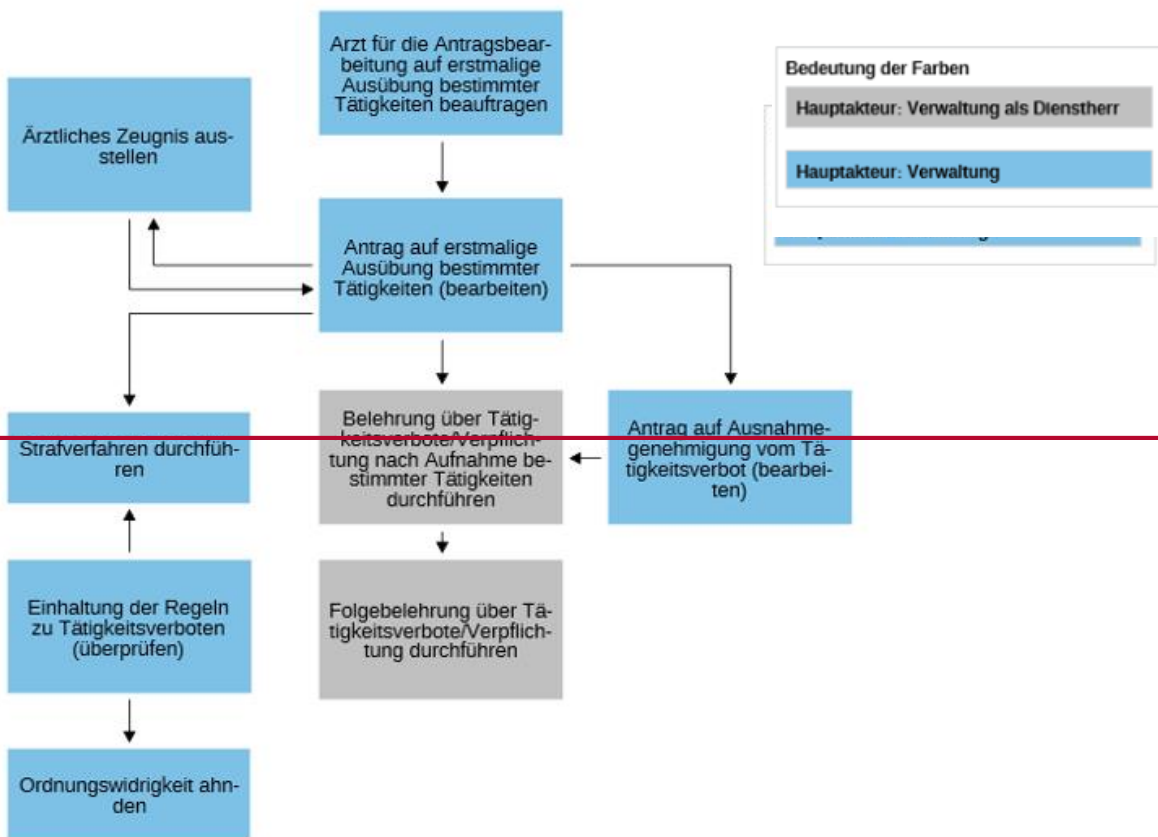 Arzt für die Antragsbear-
beitung auf erstmalige
Ausübung bestimmter
Tätigkeiten beauftragen
Bedeutung der Farben
Hauptakteur: Verwaltung als Dienstherr
Hauptakteur: Verwaltung
Ärztliches Zeugnis aus-
stellen
Antrag auf erstmalige
Ausübung bestimmter
Tätigkeiten (bearbeiten)
Strafverfahren durchfüh-
ren
Belehrung über Tätig-
keitsverbote/Verpflich-
tung nach Aufnahme be-
stimmter Tätigkeiten
durchführen
Antrag auf Ausnahme-
genehmigung vom Tä-
tigkeitsverbot (bearbei-
ten)
Einhaltung der Regeln
zu Tätigkeitsverboten
(überprüfen)
Folgebelehrung über Tä-
tigkeitsverbote/Verpflich-
tung durchführen
Ordnungswidrigkeit ahn-
den